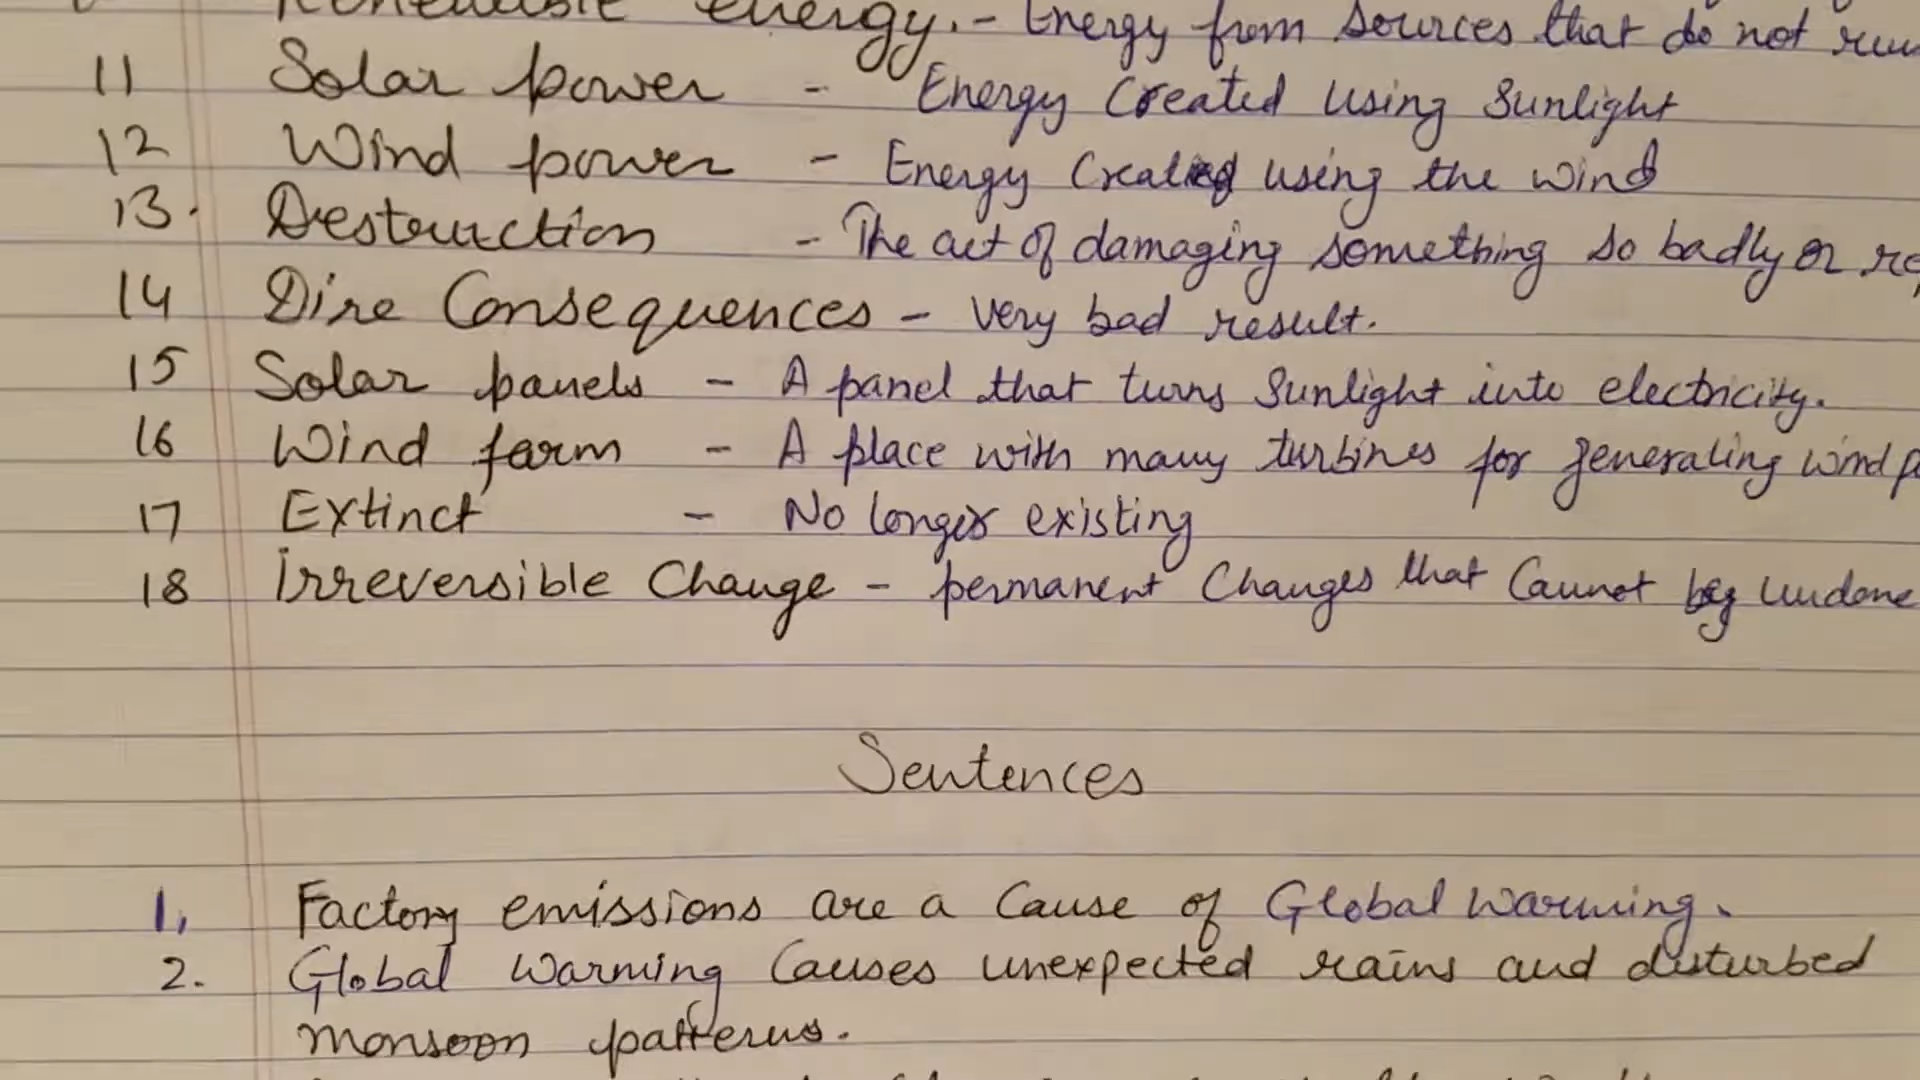 Renewable energy. - Energy from sources that do not run
11 Solar power - Energy Created Using Sunlight
12 Wind power - Energy Created using the wind
13. Destruction - The act of damaging something so badly or
14 Dire Consequences - Very bad result.
15 Solar panels - A panel that turns Sunlight into electricity.
16 Wind farm - A place with many turbines for generating wind
17 Extinct - No longer existing
18 Irreversible Change - permanent Changes that Cannot be undone
Sentences
1. Factory emissions are a Cause of Global Warming.
2. Global Warming Causes unexpected rains and disturbed
monsoon patterns.